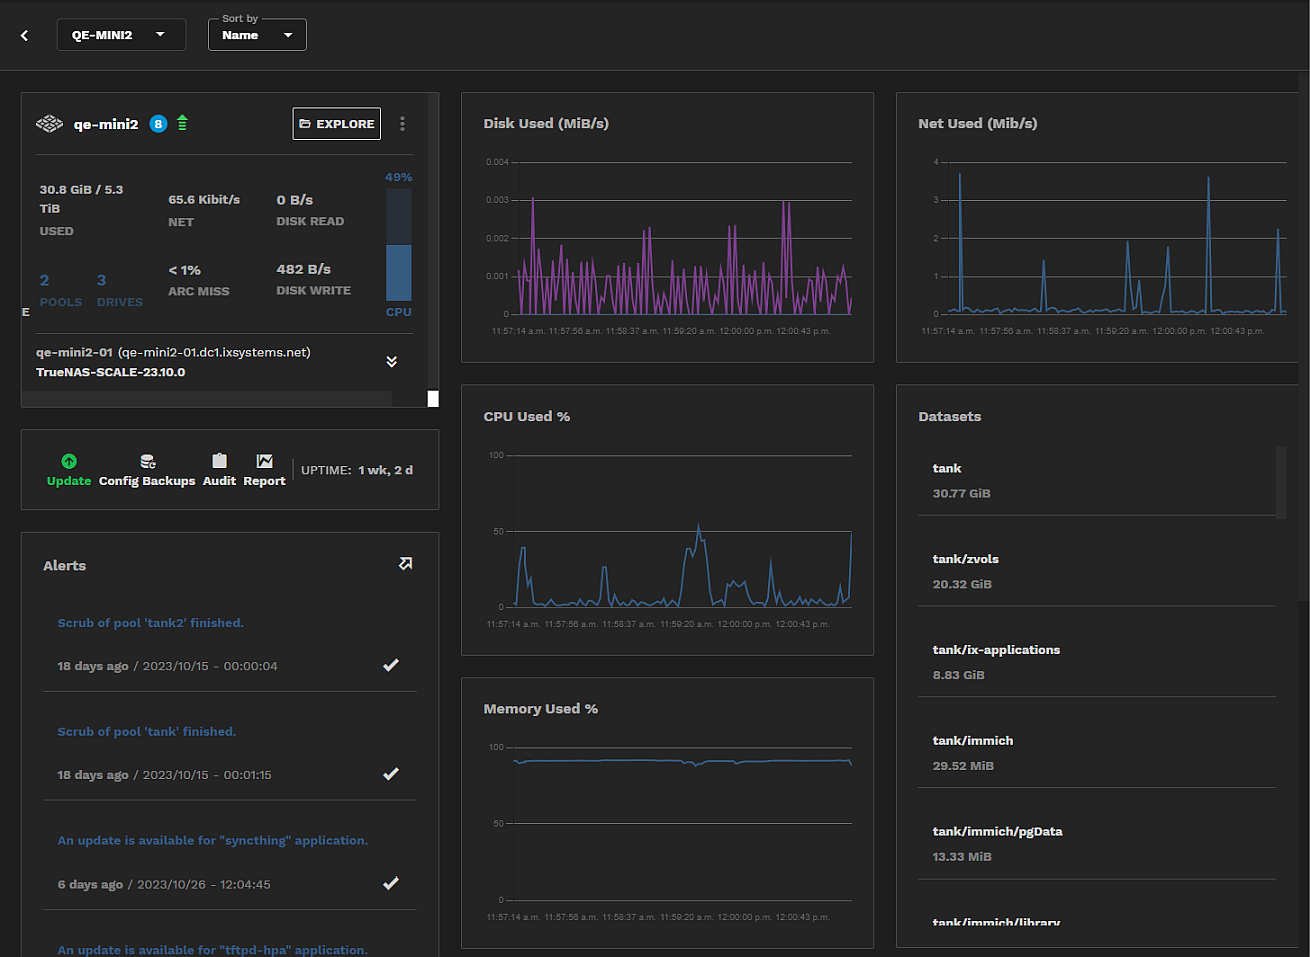 QE-MINI2
Sort by
Name
qe-mini2
8
EXPLORE
30.8 GiB / 5.3
TiB
USED
65.6 Kibit/s
NET
0 B/s
DISK READ
49%
2
POOLS
3
DRIVES
< 1%
ARC MISS
482 B/s
DISK WRITE
CPU
E
qe-mini2-01 (qe-mini2-01.dc1.ixsystems.net)
TrueNAS-SCALE-23.10.0
Update
Config Backups
Audit
Report
UPTIME: 1 wk, 2 d
Alerts
Scrub of pool 'tank2' finished.
18 days ago / 2023/10/15 - 00:00:04
Scrub of pool 'tank' finished.
18 days ago / 2023/10/15 - 00:01:15
An update is available for "syncthing" application.
6 days ago / 2023/10/26 - 12:04:45
An update is available for "tftpd-hpa" application.
Disk Used (MiB/s)
0.004
0.003
0.002
0.001
0
11:57:14 a.m. 11:57:56 a.m. 11:58:37 a.m. 11:59:20 a.m. 12:00:00 p.m. 12:00:43 p.m.
CPU Used %
100
50
0
11:57:14 a.m. 11:57:56 a.m. 11:58:37 a.m. 11:59:20 a.m. 12:00:00 p.m. 12:00:43 p.m.
Memory Used %
100
50
0
11:57:14 a.m. 11:57:56 a.m. 11:58:37 a.m. 11:59:20 a.m. 12:00:00 p.m. 12:00:43 p.m.
Net Used (Mib/s)
4
3
2
1
0
11:57:14 a.m. 11:57:56 a.m. 11:58:37 a.m. 11:59:20 a.m. 12:00:00 p.m. 12:00:43 p.m.
Datasets
tank
30.77 GiB
tank/zvols
20.32 GiB
tank/ix-applications
8.83 GiB
tank/immich
29.52 MiB
tank/immich/pgData
13.33 MiB
tank/immich/library